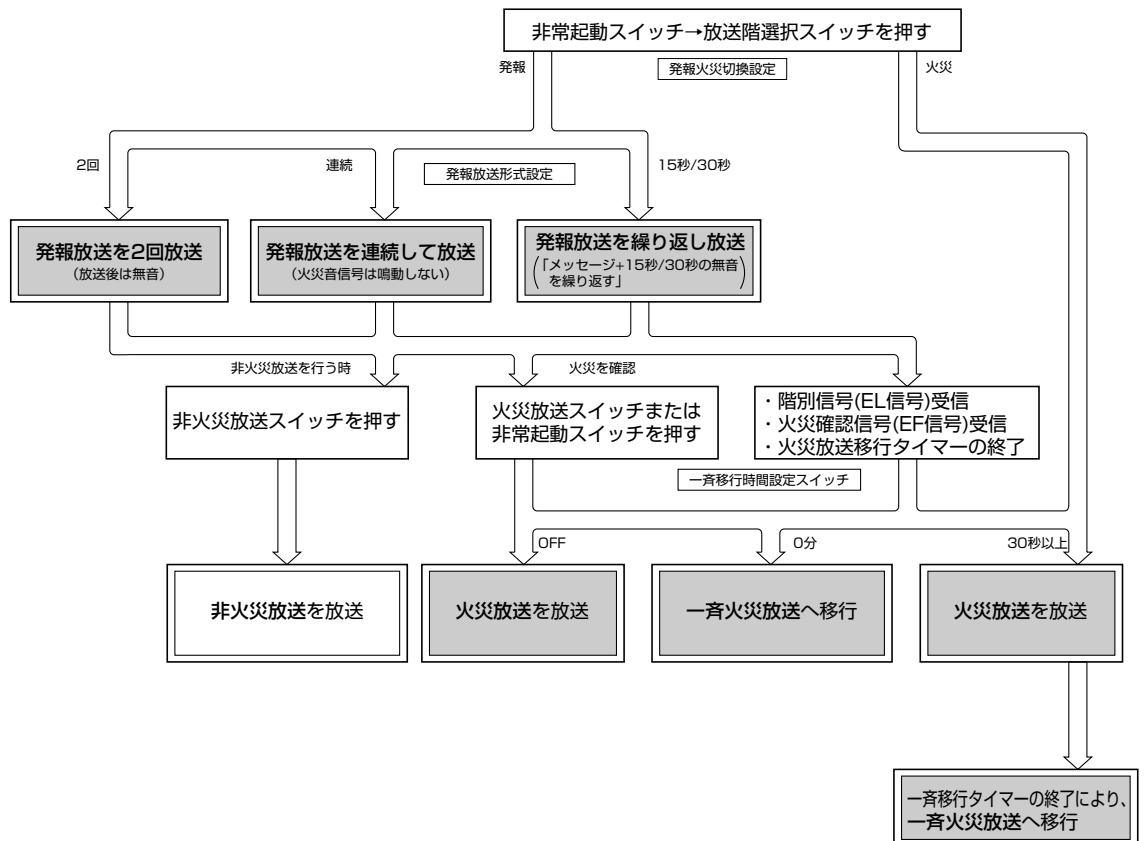 非常起動スイッチ→放送階選択スイッチを押す
発報
発報火災切換設定
火災
2回
連続
発報放送形式設定
15秒/30秒
発報放送を2回放送
(放送後は無音)
発報放送を連続して放送
(火災音信号は鳴動しない)
発報放送を繰り返し放送
(「メッセージ+15秒/30秒の無音
を繰り返す」)
非火災放送を行う時
火災を確認
非火災放送スイッチを押す
火災放送スイッチまたは
非常起動スイッチを押す
・階別信号(EL信号)受信
・火災確認信号(EF信号)受信
・火災放送移行タイマーの終了
一斉移行時間設定スイッチ
OFF
0分
30秒以上
非火災放送を放送
火災放送を放送
一斉火災放送へ移行
火災放送を放送
一斉移行タイマーの終了により、
一斉火災放送へ移行